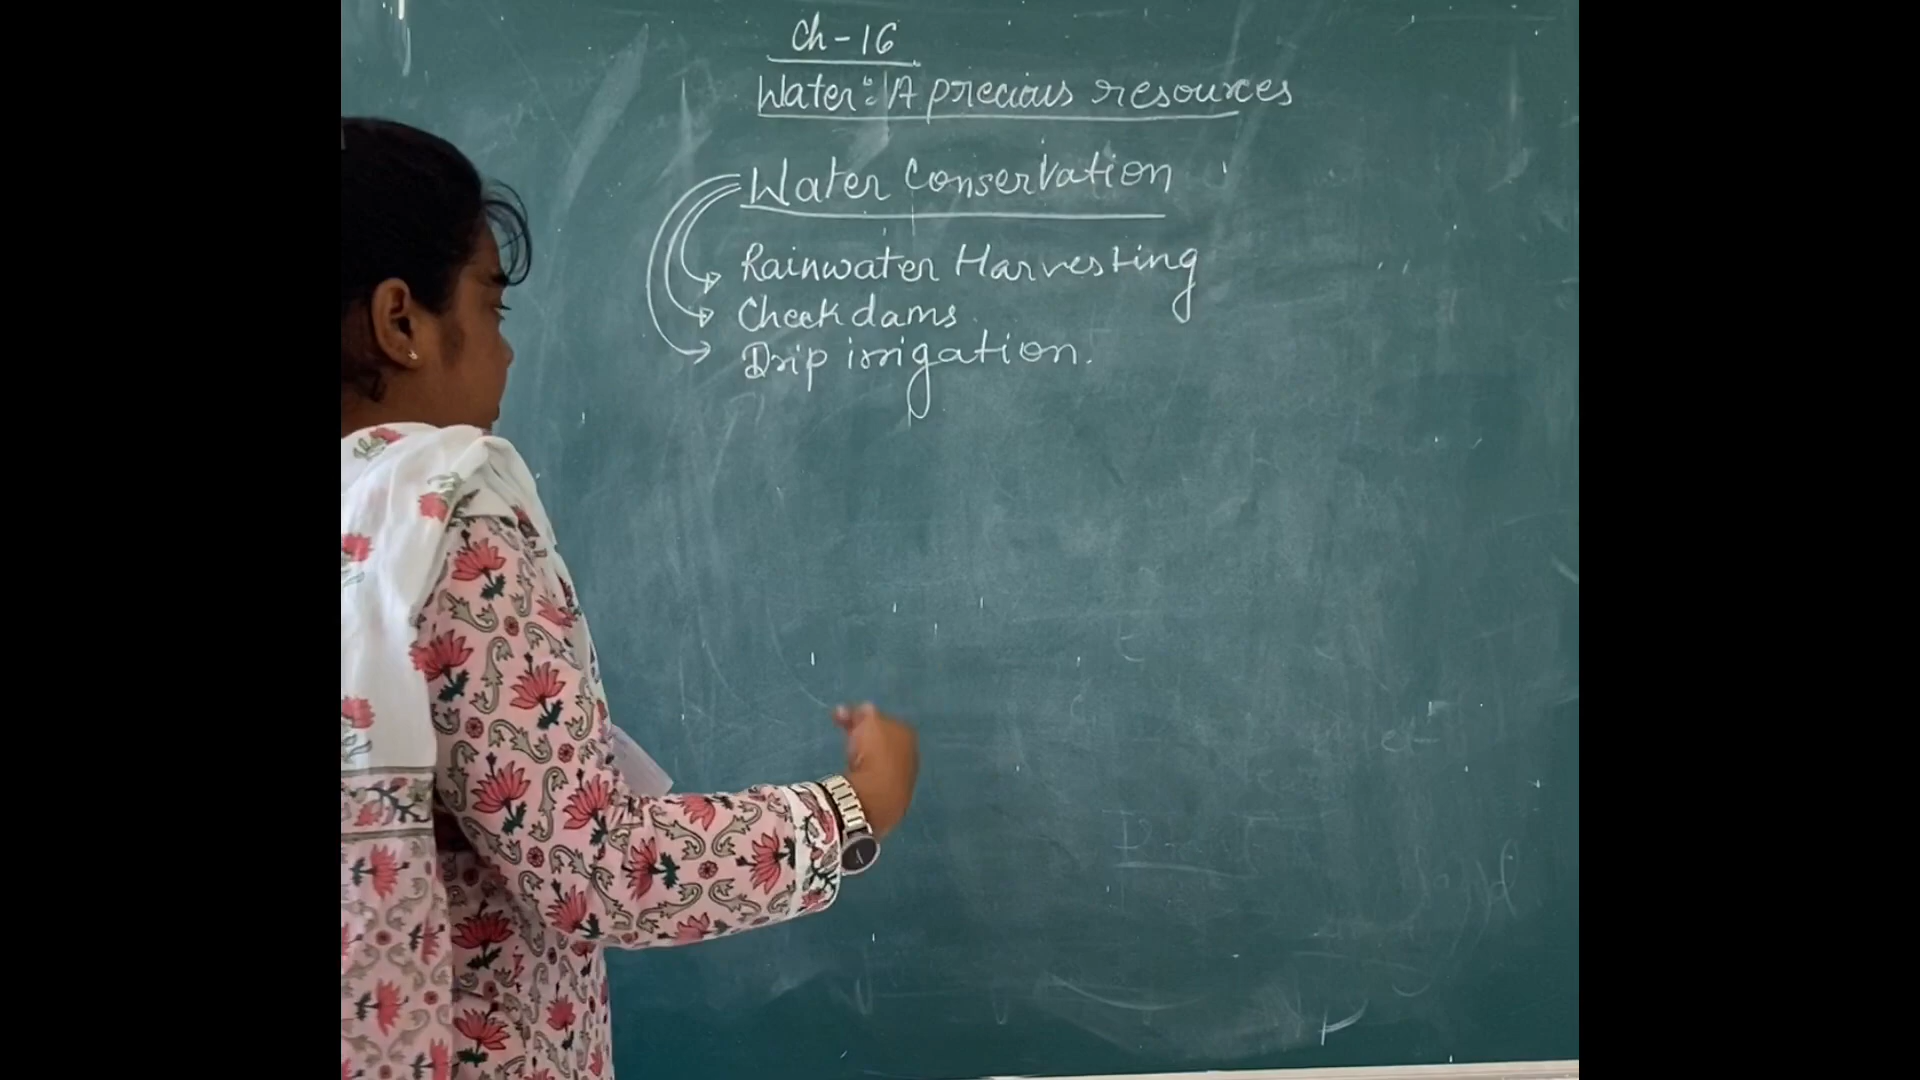 Ch-16
Water: A precious resources
Water Conservation
Rainwater Harvesting
Check dams
Drip irrigation.